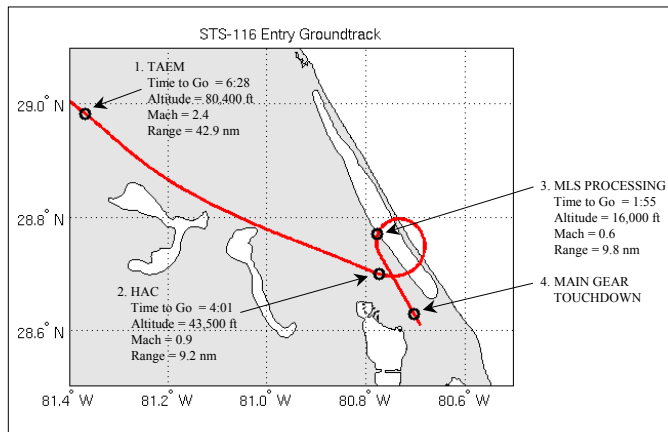 STS-116 Entry Groundtrack
1. TAEM
Time to Go = 6:28
Altitude = 80,400 ft
Mach = 2.4
Range = 42.9 nm
29.0° N
28.8° N
3. MLS PROCESSING
Time to Go = 1:55
Altitude = 16,000 ft
Mach = 0.6
Range = 9.8 nm
4. MAIN GEAR
TOUCHDOWN
2. HAC
Time to Go = 4:01
Altitude = 43,500 ft
Mach = 0.9
Range = 9.2 nm
28.6° N
81.4° W 81.2° W 81.0° W 80.8° W 80.6° W